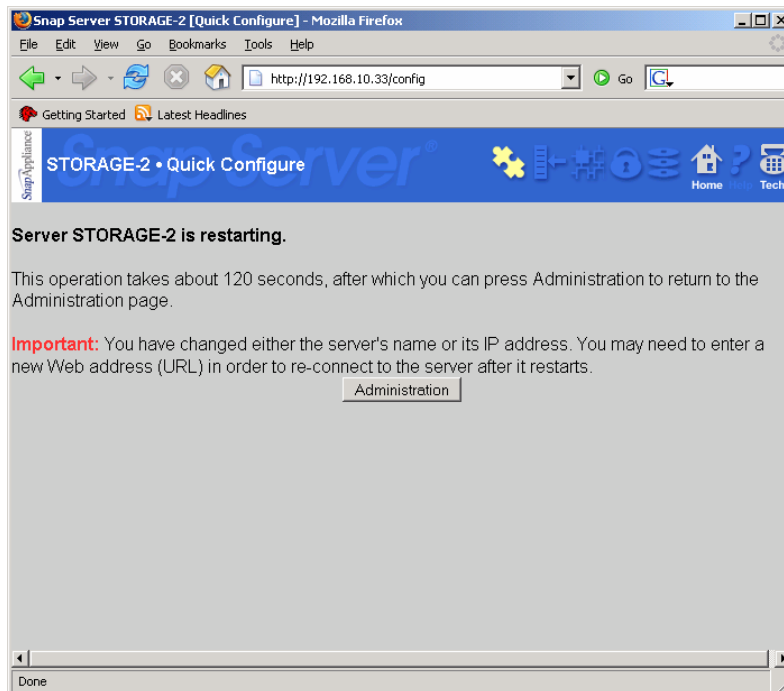 Snap Server STORAGE-2 [Quick Configure] - Mozilla Firefox
File Edit View Go Bookmarks Tools Help
http://192.168.10.33/config Go G
Getting Started Latest Headlines
SnapAppliance
Snap Server®
STORAGE-2 • Quick Configure
Home Help Tech
Server STORAGE-2 is restarting.
This operation takes about 120 seconds, after which you can press Administration to return to the
Administration page.
Important: You have changed either the server's name or its IP address. You may need to enter a
new Web address (URL) in order to re-connect to the server after it restarts.
Administration
Done